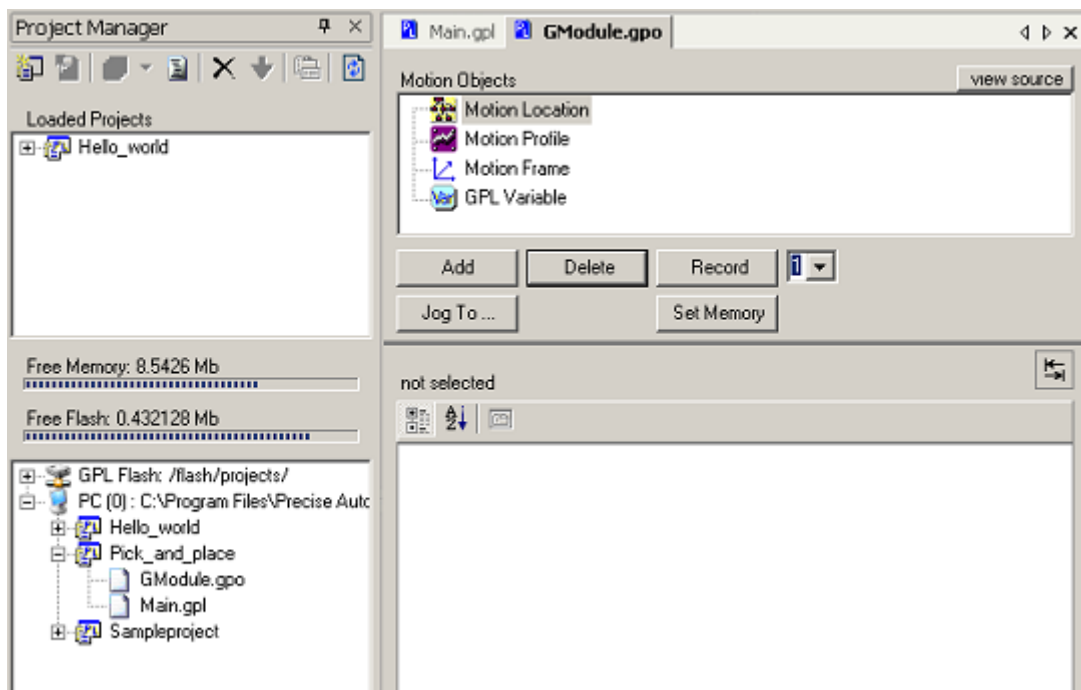 Project Manager
Loaded Projects
Hello_world
Free Memory: 8.5426 Mb
Free Flash: 0.432128 Mb
GPL Flash: /flash/projects/
PC (0) : C:\Program Files\Precise Autc
Hello_world
Pick_and_place
GModule.gpo
Main.gpl
Sampleproject
Main.gpl
GModule.gpo
Motion Objects
view source
Motion Location
Motion Profile
Motion Frame
Var
GPL Variable
Add
Delete
Record
1
Jog To ...
Set Memory
not selected
A
Z